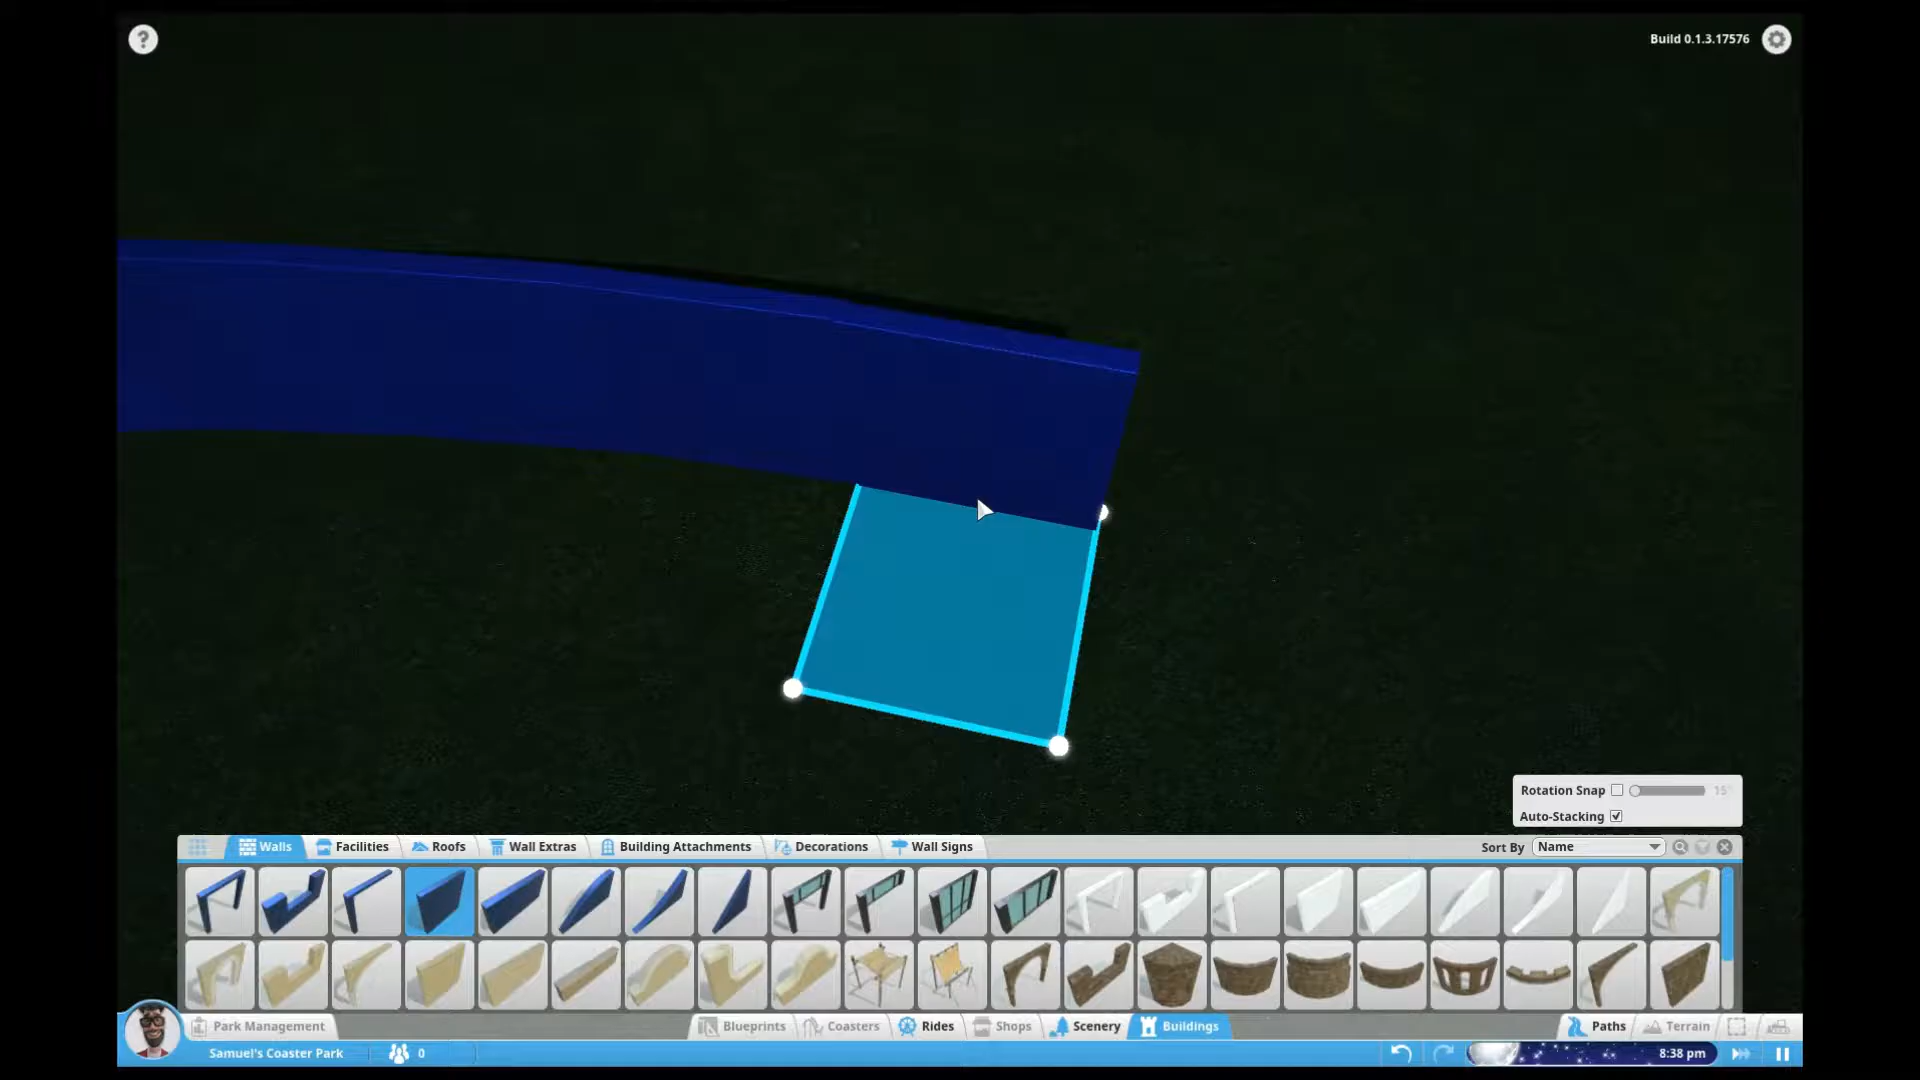 ?
Build 0.1.3.17576
Rotation Snap 15°
Auto-Stacking
Walls Facilities Roofs Wall Extras Building Attachments Decorations Wall Signs Sort By Name
Park Management Blueprints Coasters Rides Shops Scenery Buildings Paths Terrain
Samuel's Coaster Park 0 8:38 pm